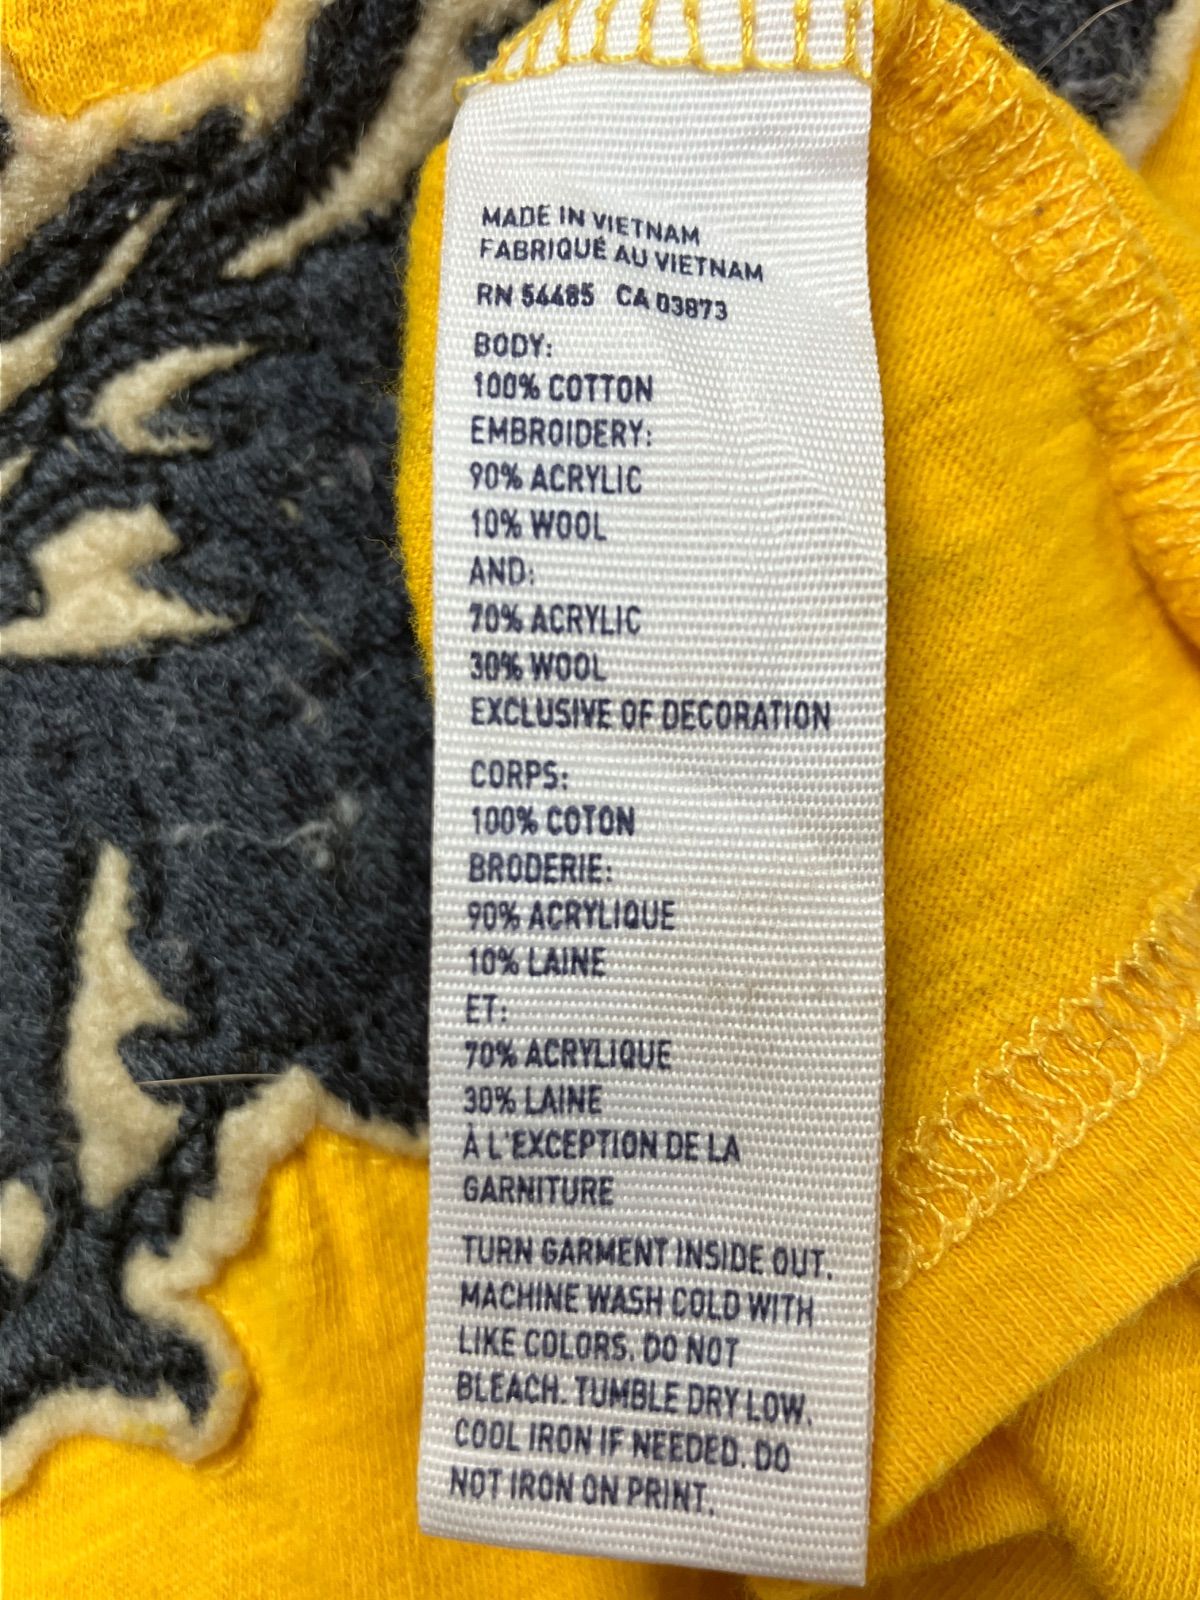 MADE IN VIETNAM
FABRIQUÉ AU VIETNAM
RN 54485 CA 03873
BODY:
100% COTTON
EMBROIDERY:
90% ACRYLIC
10% WOOL
AND:
70% ACRYLIC
30% WOOL
EXCLUSIVE OF DECORATION
CORPS:
100% COTON
BRODERIE:
90% ACRYLIQUE
10% LAINE
ET:
70% ACRYLIQUE
30% LAINE
À L'EXCEPTION DE LA
GARNITURE
TURN GARMENT INSIDE OUT.
MACHINE WASH COLD WITH
LIKE COLORS. DO NOT
BLEACH. TUMBLE DRY LOW.
COOL IRON IF NEEDED. DO
NOT IRON ON PRINT.